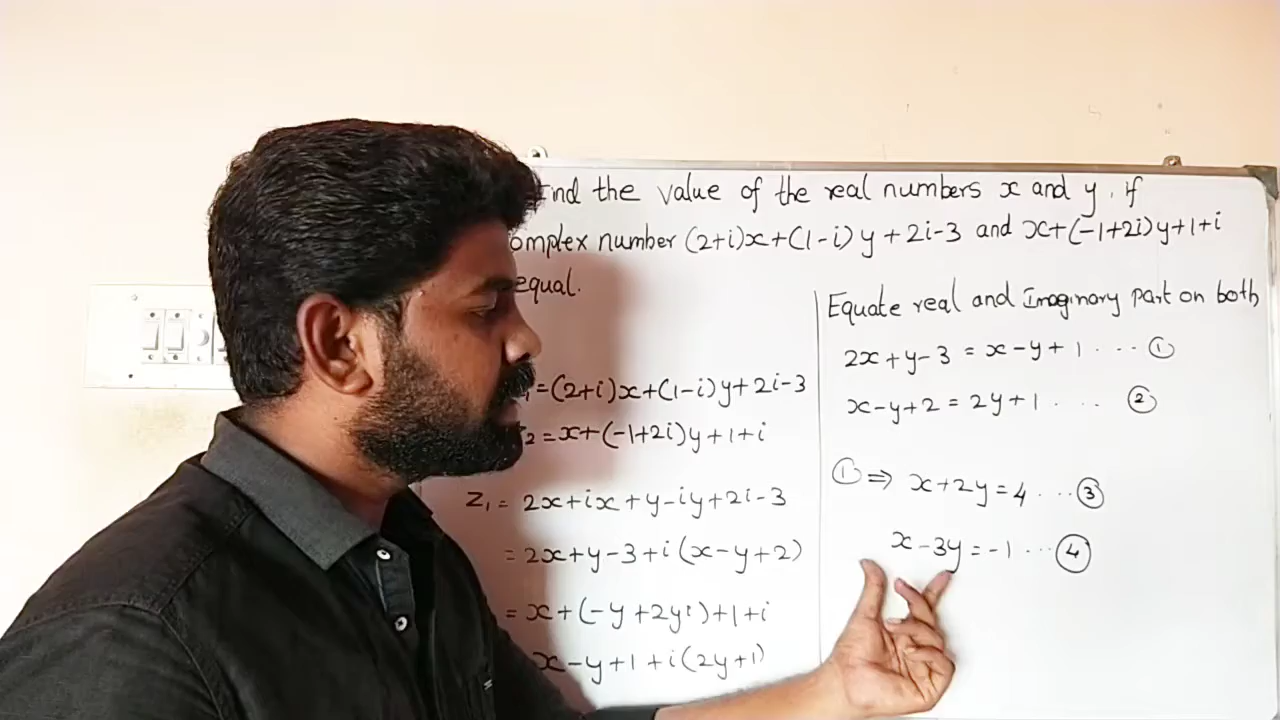 ind the value of the real numbers x and y, if
omplex number (2+i)x+(1-i)y+2i-3 and x+(-1+2i)y+1+i
equal.
=(2+i)x+(1-i)y+2i-3
2=x+(-1+2i)y+1+i
Z₁= 2x+ix+y-iy+2i-3
=2x+y-3+i(x-y+2)
=x+(-y+2yi)+1+i
x-y+1+i(2y+1)
Equate real and Imaginary part on both
2x+y-3=x-y+1 ... ①
x-y+2=2y+1 ... ②
①⇒ x+2y=4 ... ③
x-3y=-1 ... ④